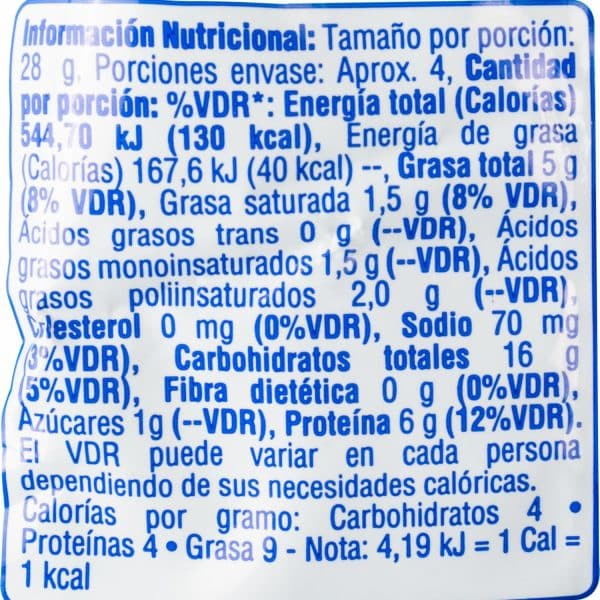 Información Nutricional: Tamaño por porción:
28 g, Porciones envase: Aprox. 4, Cantidad
por porción: %VDR*: Energía total (Calorías)
544,70 kJ (130 kcal), Energía de grasa
(Calorías) 167,6 kJ (40 kcal) --, Grasa total 5 g
(8% VDR), Grasa saturada 1,5 g (8% VDR),
Ácidos grasos trans 0 g (--VDR), Ácidos
grasos monoinsaturados 1,5 g (--VDR), Ácidos
grasos poliinsaturados 2,0 g (--VDR),
Colesterol 0 mg (0%VDR), Sodio 70 mg
(3%VDR), Carbohidratos totales 16 g
(5%VDR), Fibra dietética 0 g (0%VDR),
Azúcares 1g (--VDR), Proteína 6 g (12%VDR).
El VDR puede variar en cada persona
dependiendo de sus necesidades calóricas.
Calorías por gramo: Carbohidratos 4 •
Proteínas 4 • Grasa 9 - Nota: 4,19 kJ = 1 Cal =
1 kcal